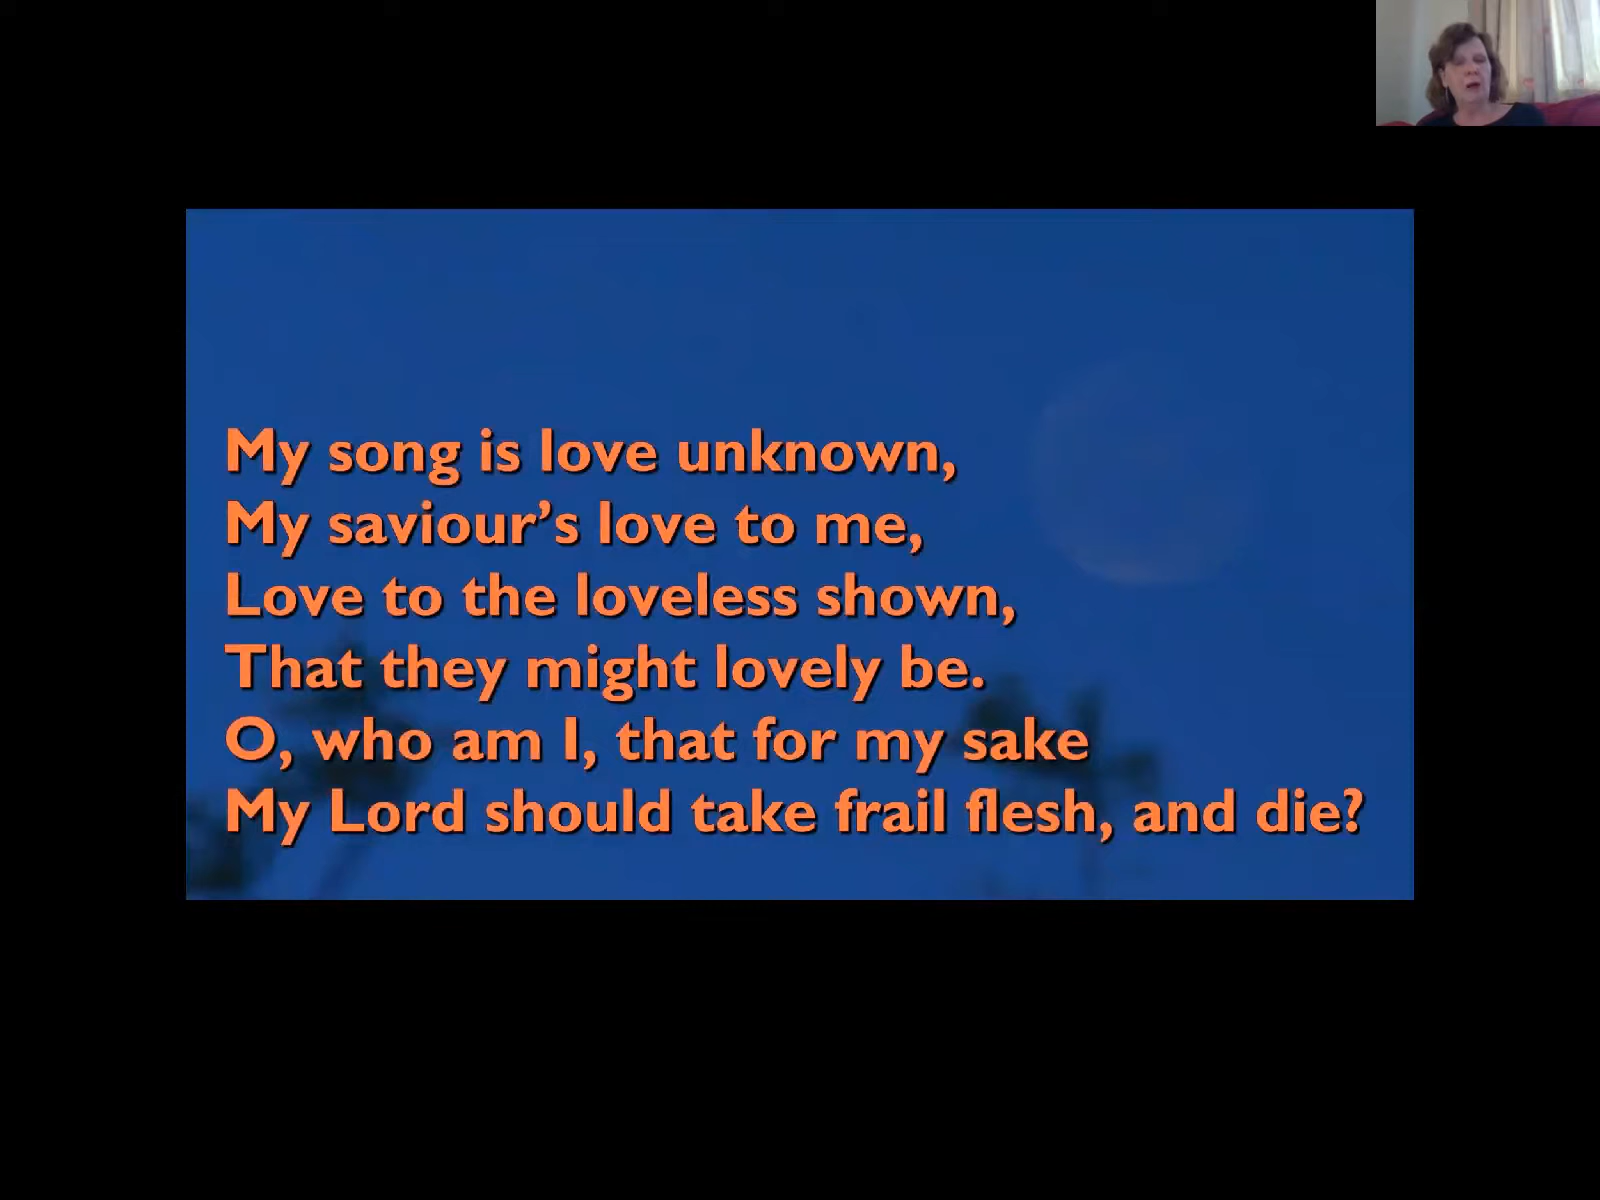 My song is love unknown,
My saviour’s love to me,
Love to the loveless shown,
That they might lovely be.
O, who am I, that for my sake
My Lord should take frail flesh, and die?